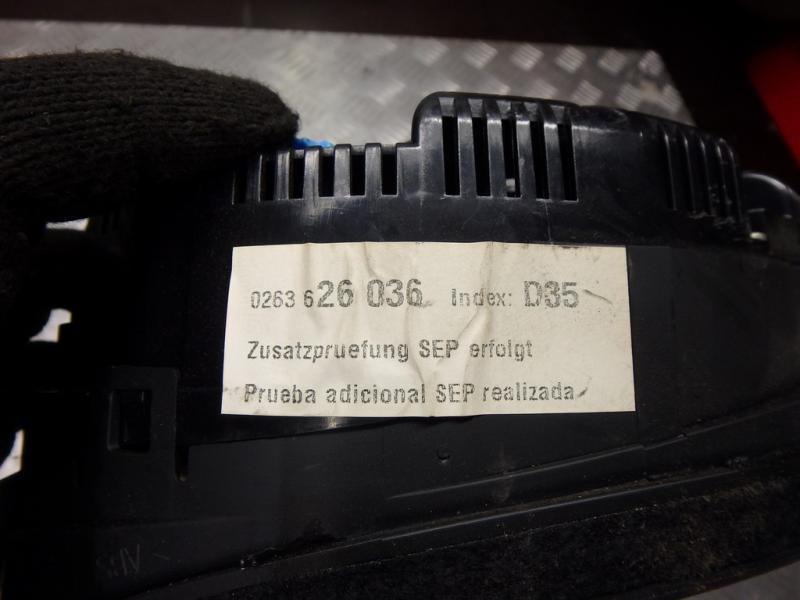 0263 626 036 Index: D35
Zusatzpruefung SEP erfolgt
Prueba adicional SEP realizada